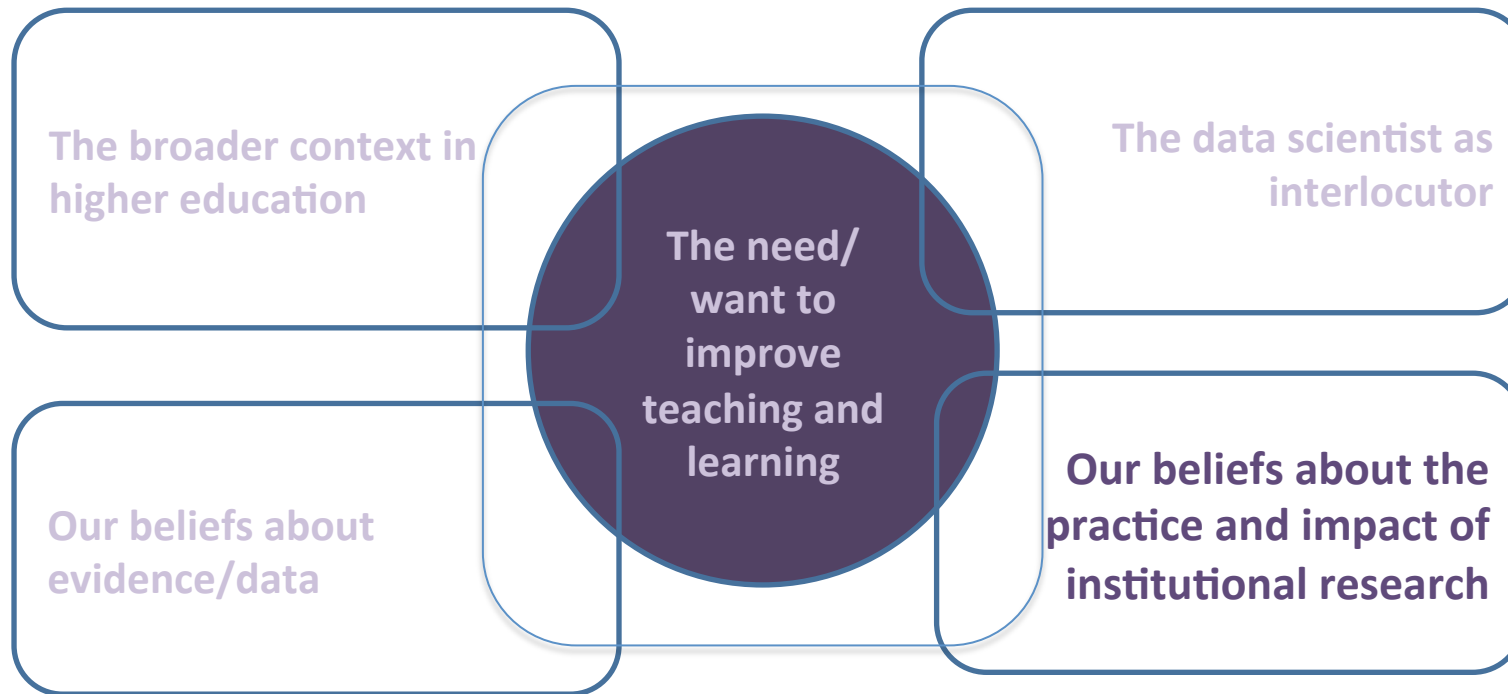 The broader context in
higher education
The data scientist as
interlocutor
The need/
want to
improve
teaching and
learning
Our beliefs about
evidence/data
Our beliefs about the
practice and impact of
institutional research